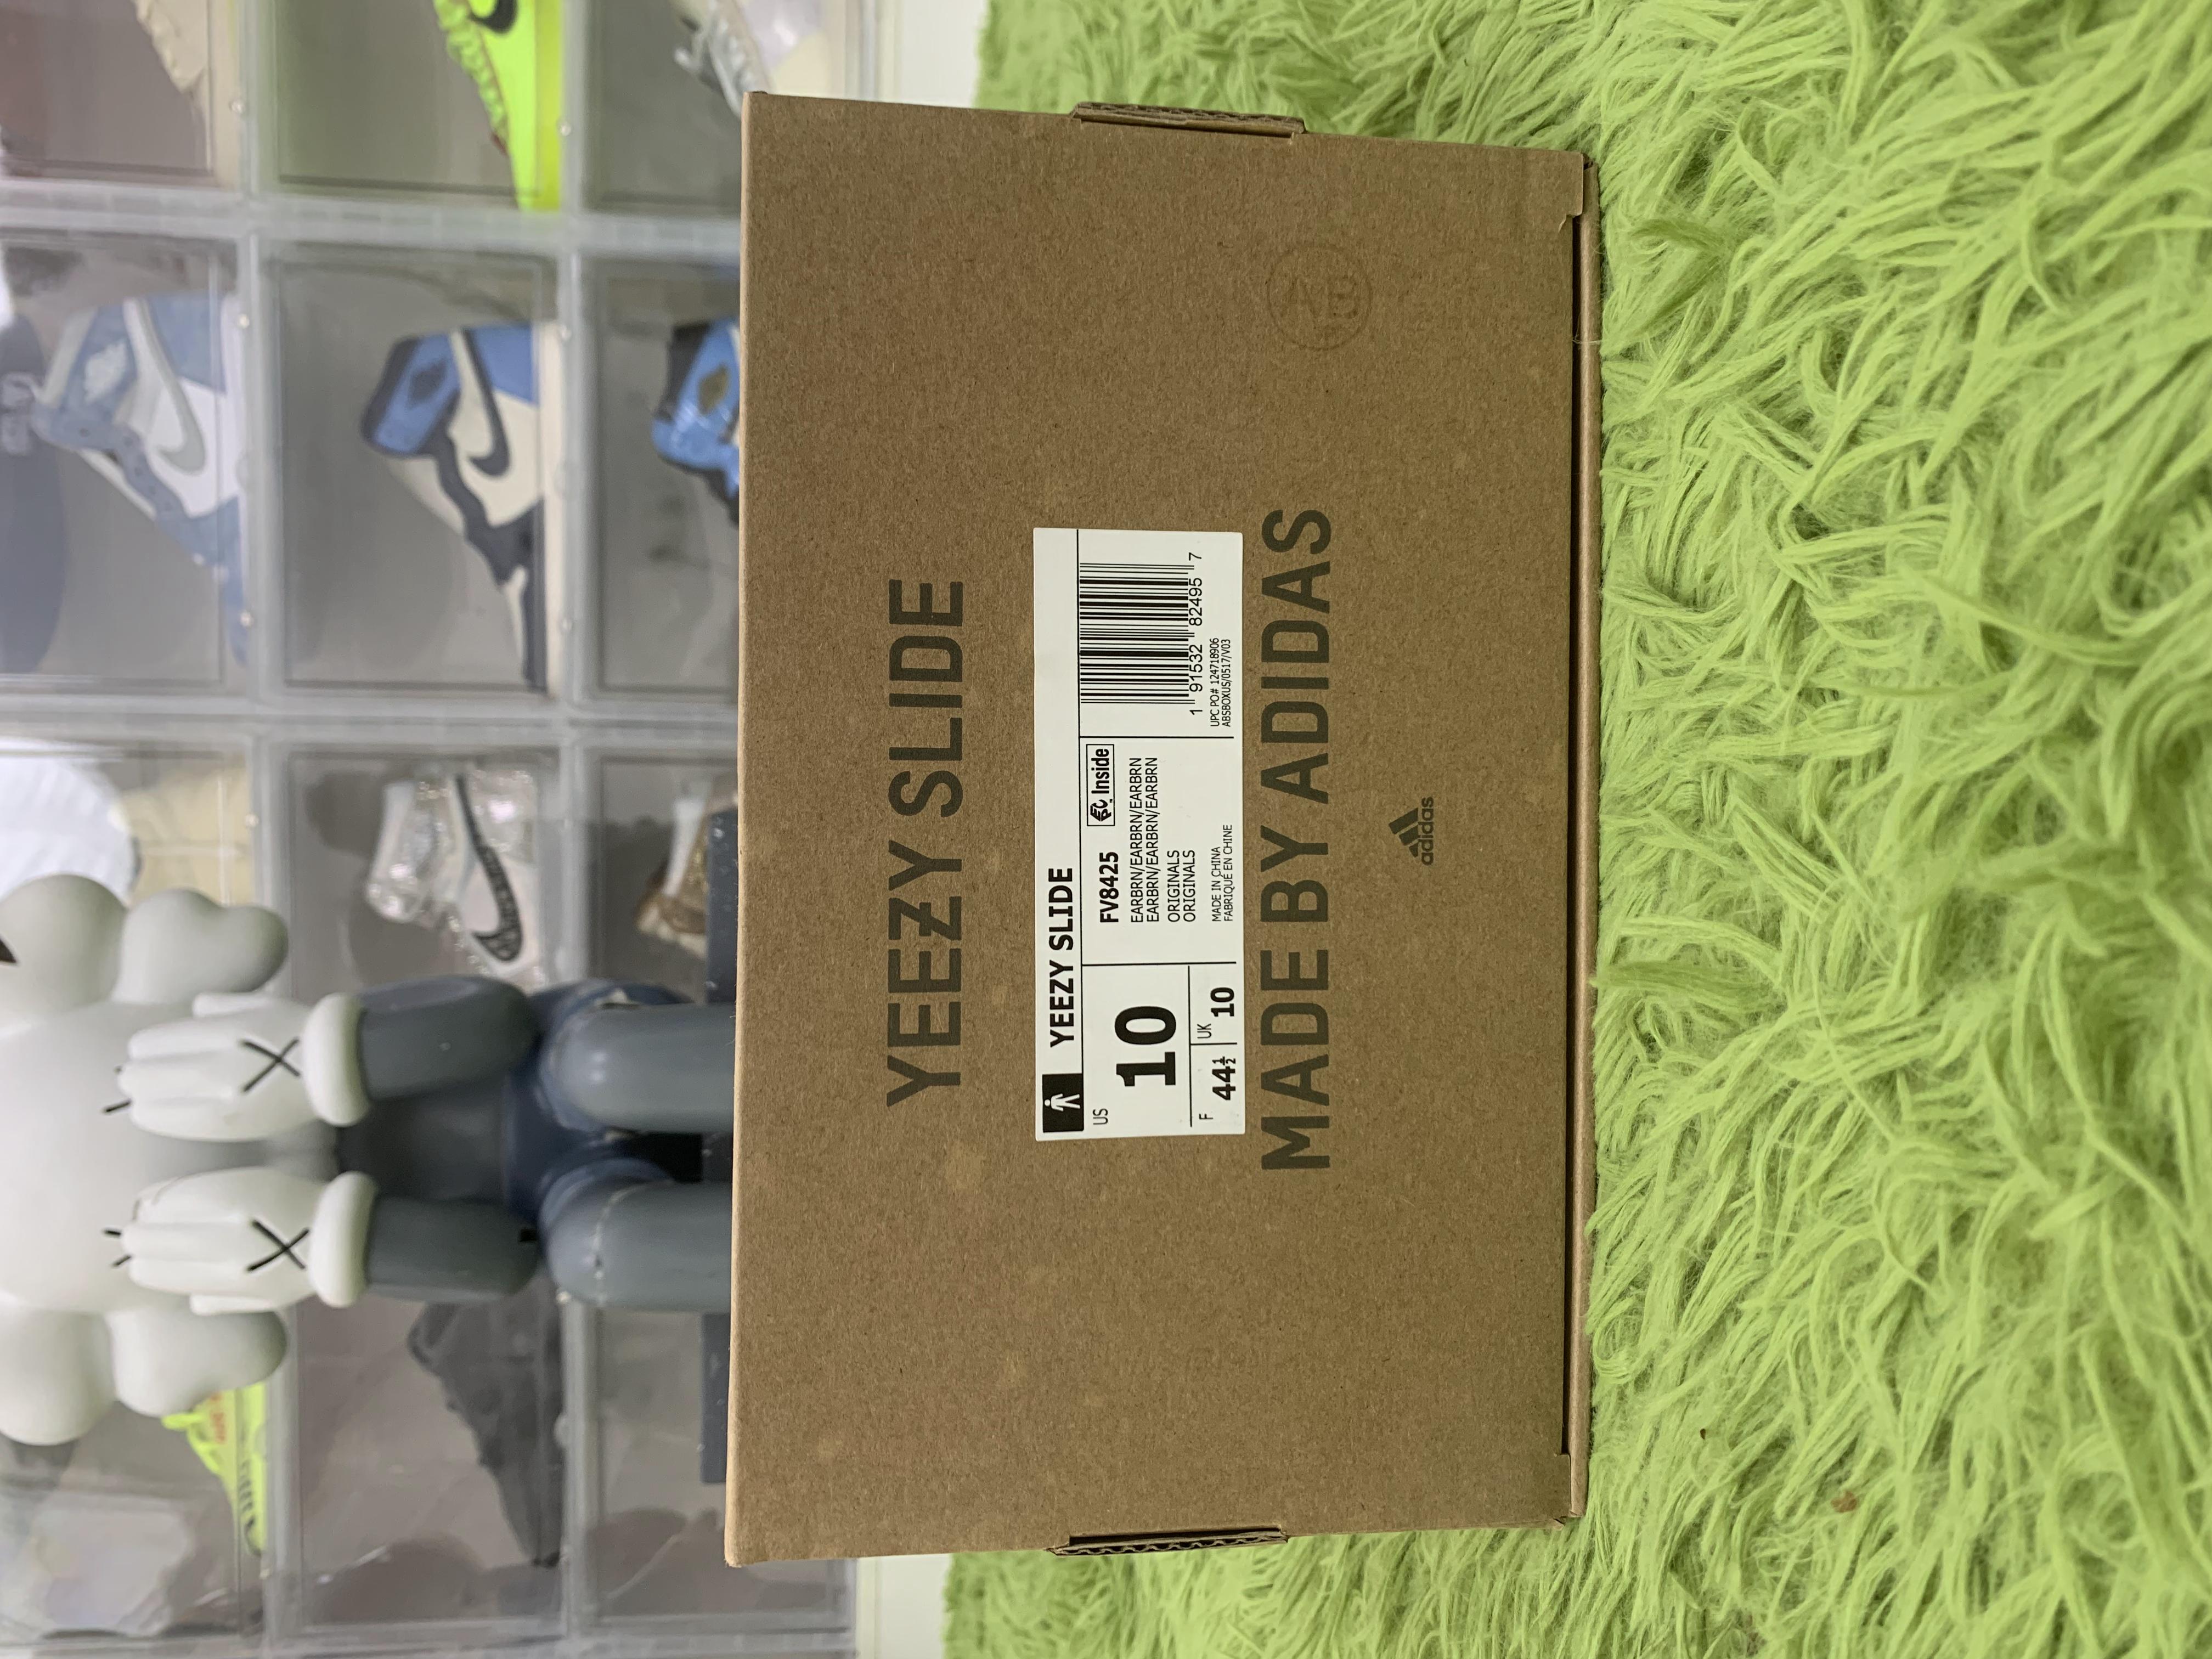 YEEZY SLIDE
YEEZY SLIDE
US
10
F
44½
UK
10
FV8425
Inside
EARBRN/EARBRN/EARBRN
EARBRN/EARBRN/EARBRN
ORIGINALS
ORIGINALS
MADE IN CHINA
FABRIQUÉ EN CHINE
1 91532 82495 7
UPC PO# 124718906
ABSBOXUS/0517/V03
MADE BY ADIDAS
adidas
AB